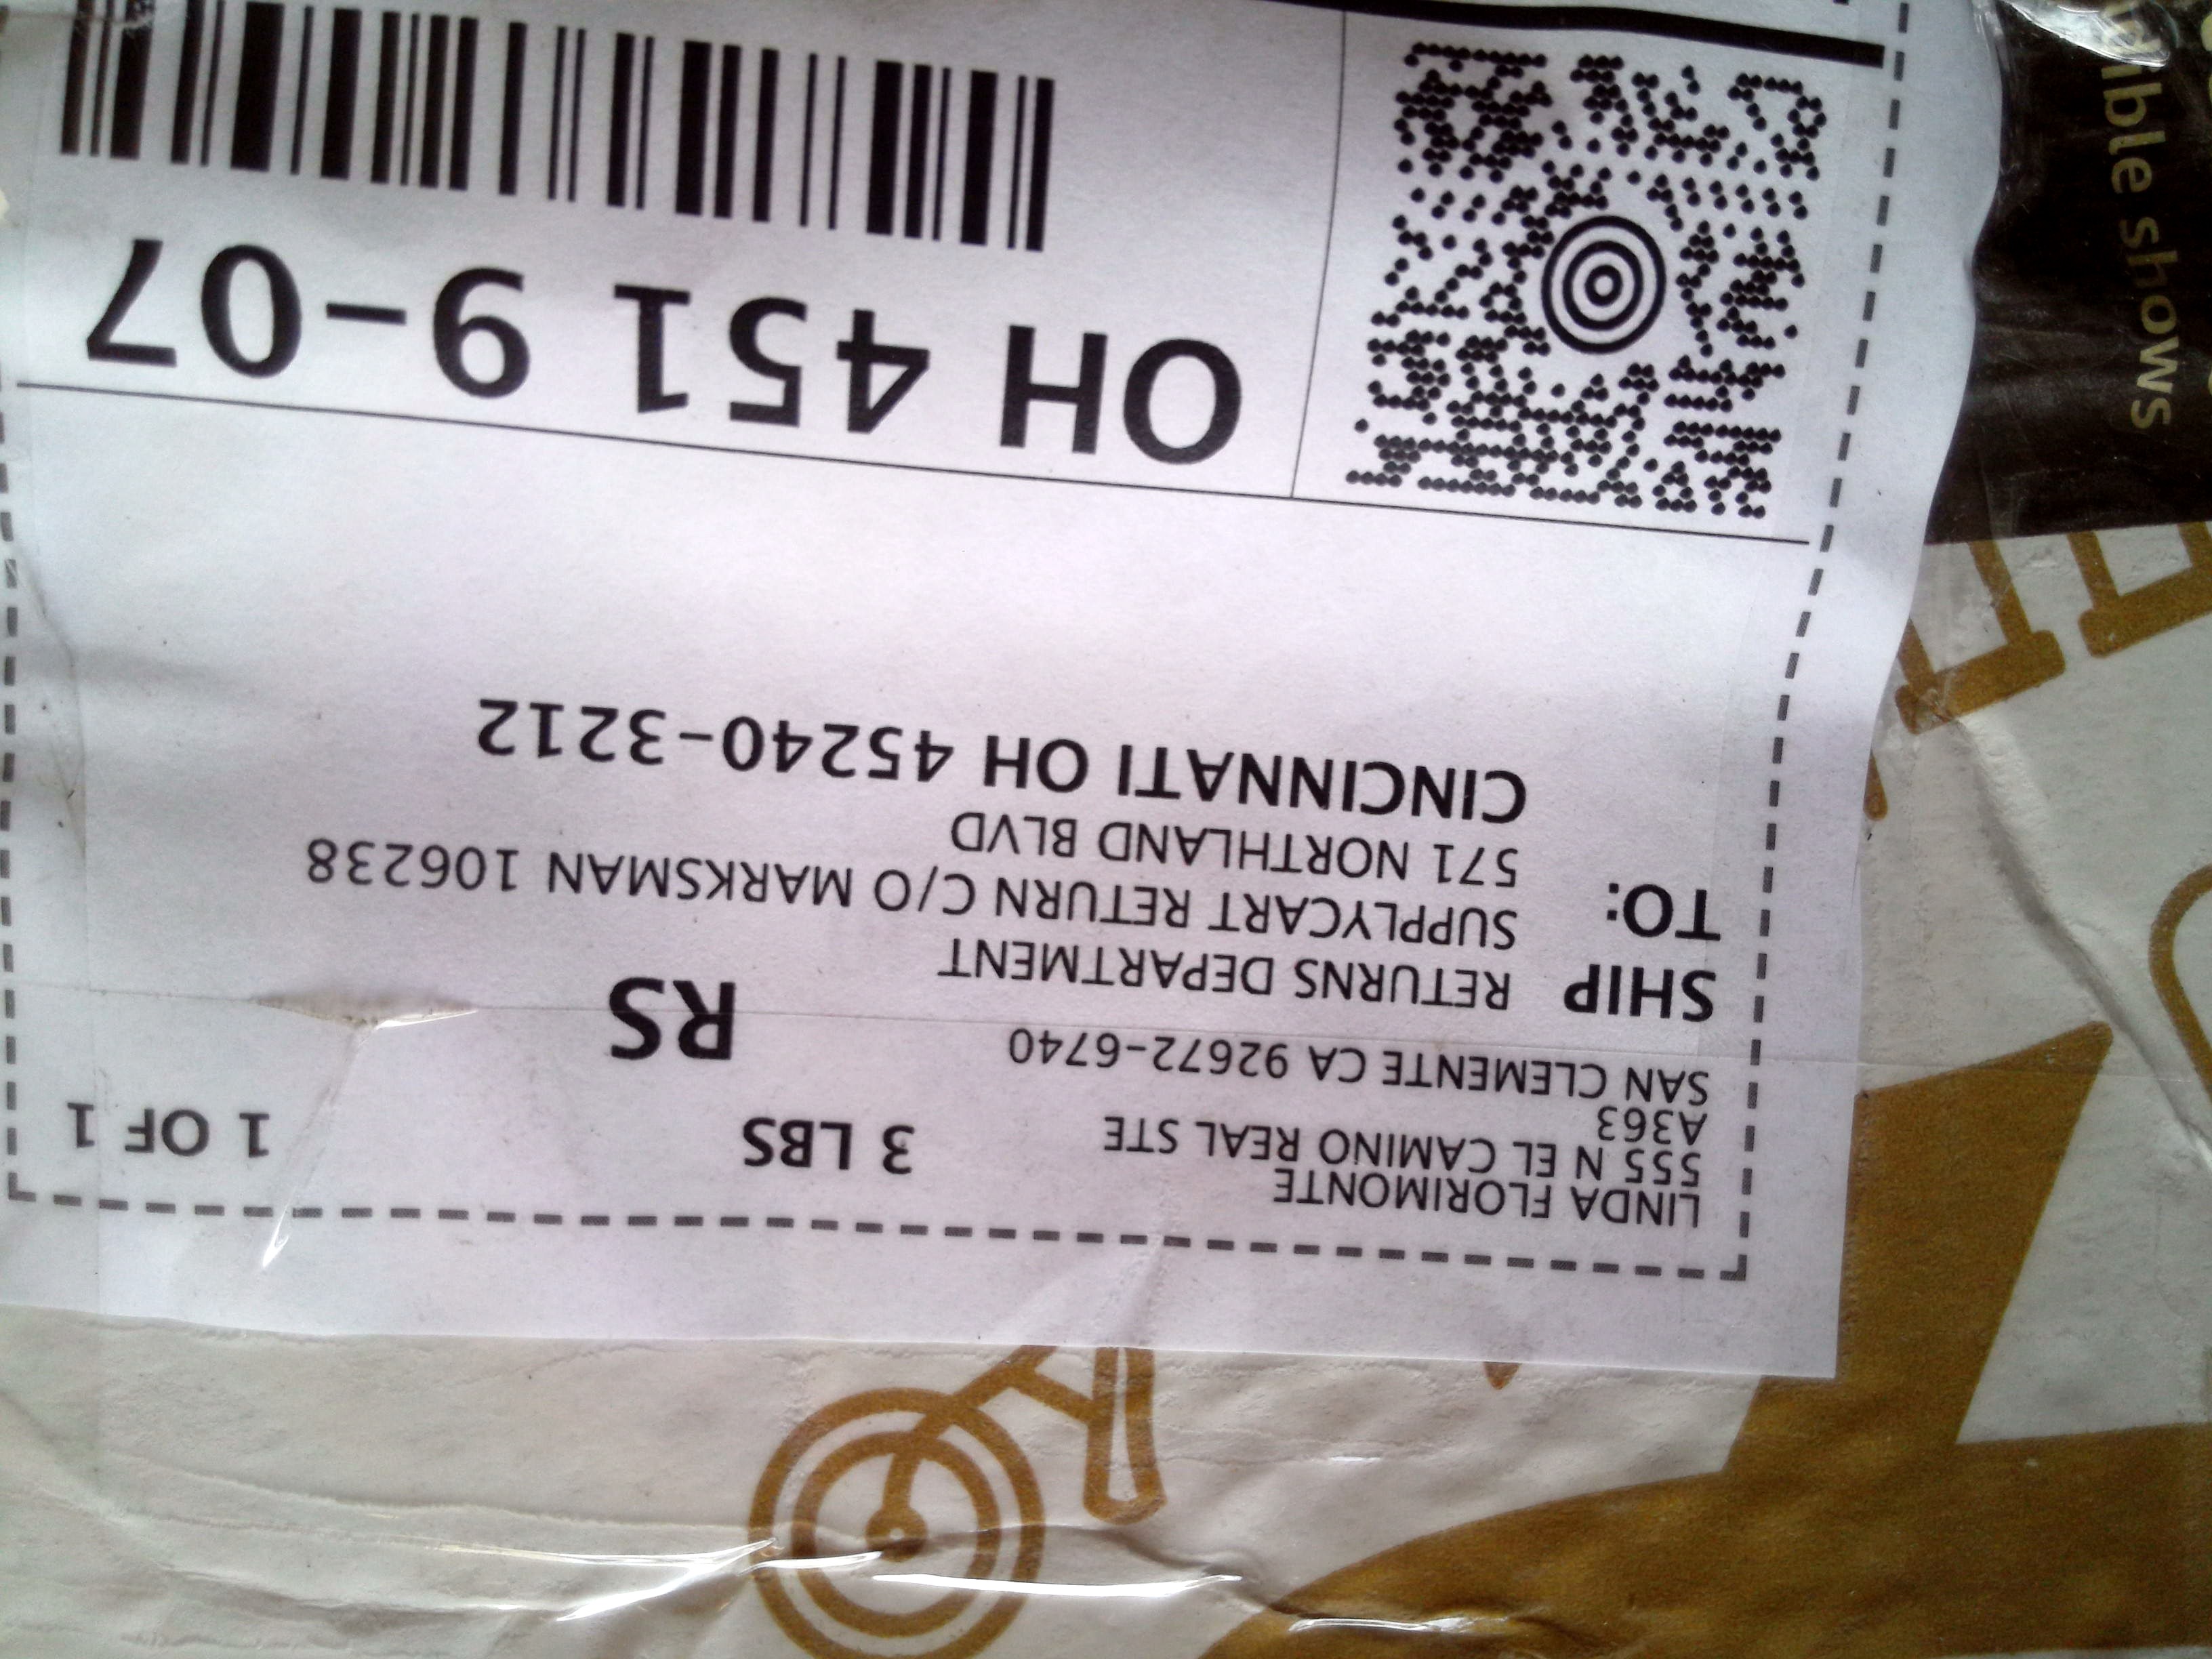 LINDA FLORIMONTE
555 N EL CAMINO REAL STE
A363
SAN CLEMENTE CA 92672-6740
3 LBS
1 OF 1
RS
SHIP
TO:
RETURNS DEPARTMENT
SUPPLYCART RETURN C/O MARKSMAN 106238
571 NORTHLAND BLVD
CINCINNATI OH 45240-3212
OH 451 9-07
shows